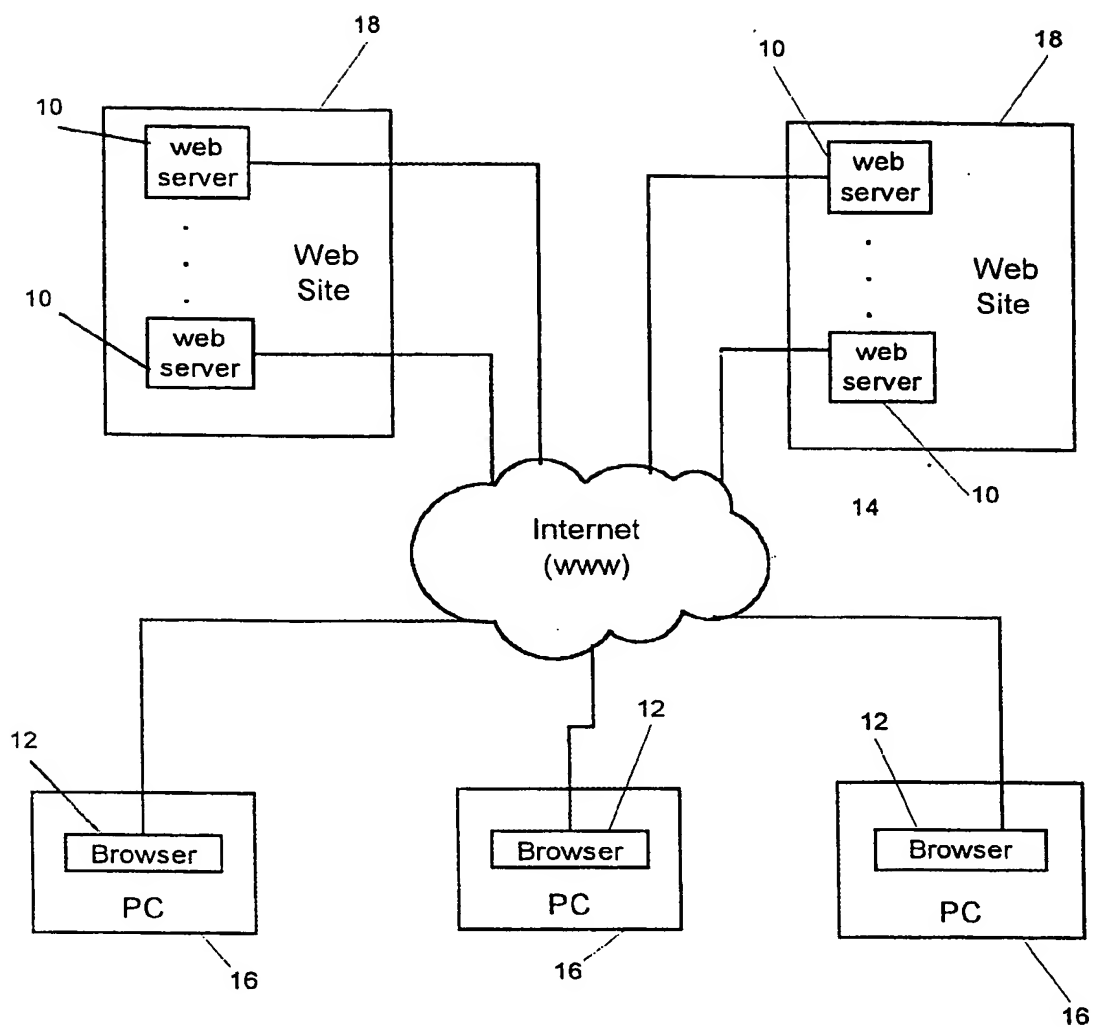 18
10
18
10
web
server
web
server
Web
Site
Web
Site
10
web
server
web
server
10
14
Internet
(www)
12
12
12
Browser
PC
Browser
PC
Browser
PC
16
16
16